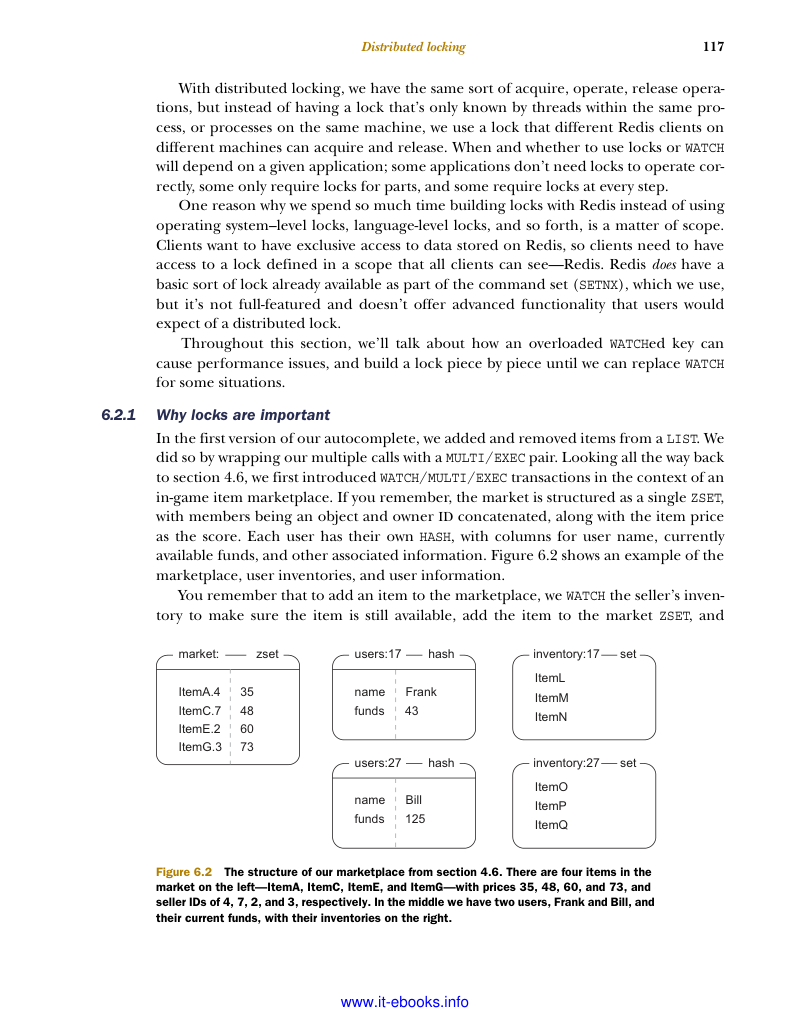 Distributed locking 117
With distributed locking, we have the same sort of acquire, operate, release opera-
tions, but instead of having a lock that's only known by threads within the same pro-
cess, or processes on the same machine, we use a lock that different Redis clients on
different machines can acquire and release. When and whether to use locks or WATCH
will depend on a given application; some applications don't need locks to operate cor-
rectly, some only require locks for parts, and some require locks at every step.
One reason why we spend so much time building locks with Redis instead of using
operating system–level locks, language-level locks, and so forth, is a matter of scope.
Clients want to have exclusive access to data stored on Redis, so clients need to have
access to a lock defined in a scope that all clients can see—Redis. Redis does have a
basic sort of lock already available as part of the command set (SETNX), which we use,
but it's not full-featured and doesn't offer advanced functionality that users would
expect of a distributed lock.
Throughout this section, we'll talk about how an overloaded WATCHed key can
cause performance issues, and build a lock piece by piece until we can replace WATCH
for some situations.
6.2.1 Why locks are important
In the first version of our autocomplete, we added and removed items from a LIST. We
did so by wrapping our multiple calls with a MULTI/EXEC pair. Looking all the way back
to section 4.6, we first introduced WATCH/MULTI/EXEC transactions in the context of an
in-game item marketplace. If you remember, the market is structured as a single ZSET,
with members being an object and owner ID concatenated, along with the item price
as the score. Each user has their own HASH, with columns for user name, currently
available funds, and other associated information. Figure 6.2 shows an example of the
marketplace, user inventories, and user information.
You remember that to add an item to the marketplace, we WATCH the seller's inven-
tory to make sure the item is still available, add the item to the market ZSET, and
market: zset
ItemA.4 35
ItemC.7 48
ItemE.2 60
ItemG.3 73
users:17 hash
name Frank
funds 43
inventory:17 set
ItemL
ItemM
ItemN
users:27 hash
name Bill
funds 125
inventory:27 set
ItemO
ItemP
ItemQ
Figure 6.2 The structure of our marketplace from section 4.6. There are four items in the
market on the left—ItemA, ItemC, ItemE, and ItemG—with prices 35, 48, 60, and 73, and
seller IDs of 4, 7, 2, and 3, respectively. In the middle we have two users, Frank and Bill, and
their current funds, with their inventories on the right.
www.it-ebooks.info